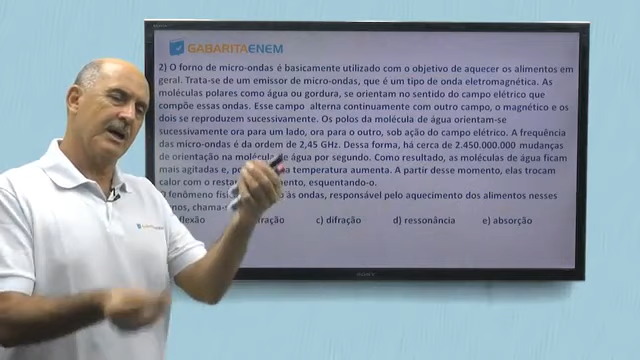 GABARITAENEM
2) O forno de micro-ondas é basicamente utilizado com o objetivo de aquecer os alimentos em
geral. Trata-se de um emissor de micro-ondas, que é um tipo de onda eletromagnética. As
moléculas polares como água ou gordura, se orientam no sentido do campo elétrico que
compõe essas ondas. Esse campo alterna continuamente com outro campo, o magnético e os
dois se reproduzem sucessivamente. Os polos da molécula de água orientam-se
sucessivamente ora para um lado, ora para o outro, sob ação do campo elétrico. A frequência
das micro-ondas é da ordem de 2,45 GHz. Dessa forma, há cerca de 2.450.000.000 mudanças
de orientação na molécula de água por segundo. Como resultado, as moléculas de água ficam
mais agitadas e, temperatura aumenta. A partir desse momento, elas trocam
calor com o esquentando-o.
fenômeno às ondas, responsável pelo aquecimento dos alimentos nesses
c) difração d) ressonância e) absorção
SONY
GABARITAENEM